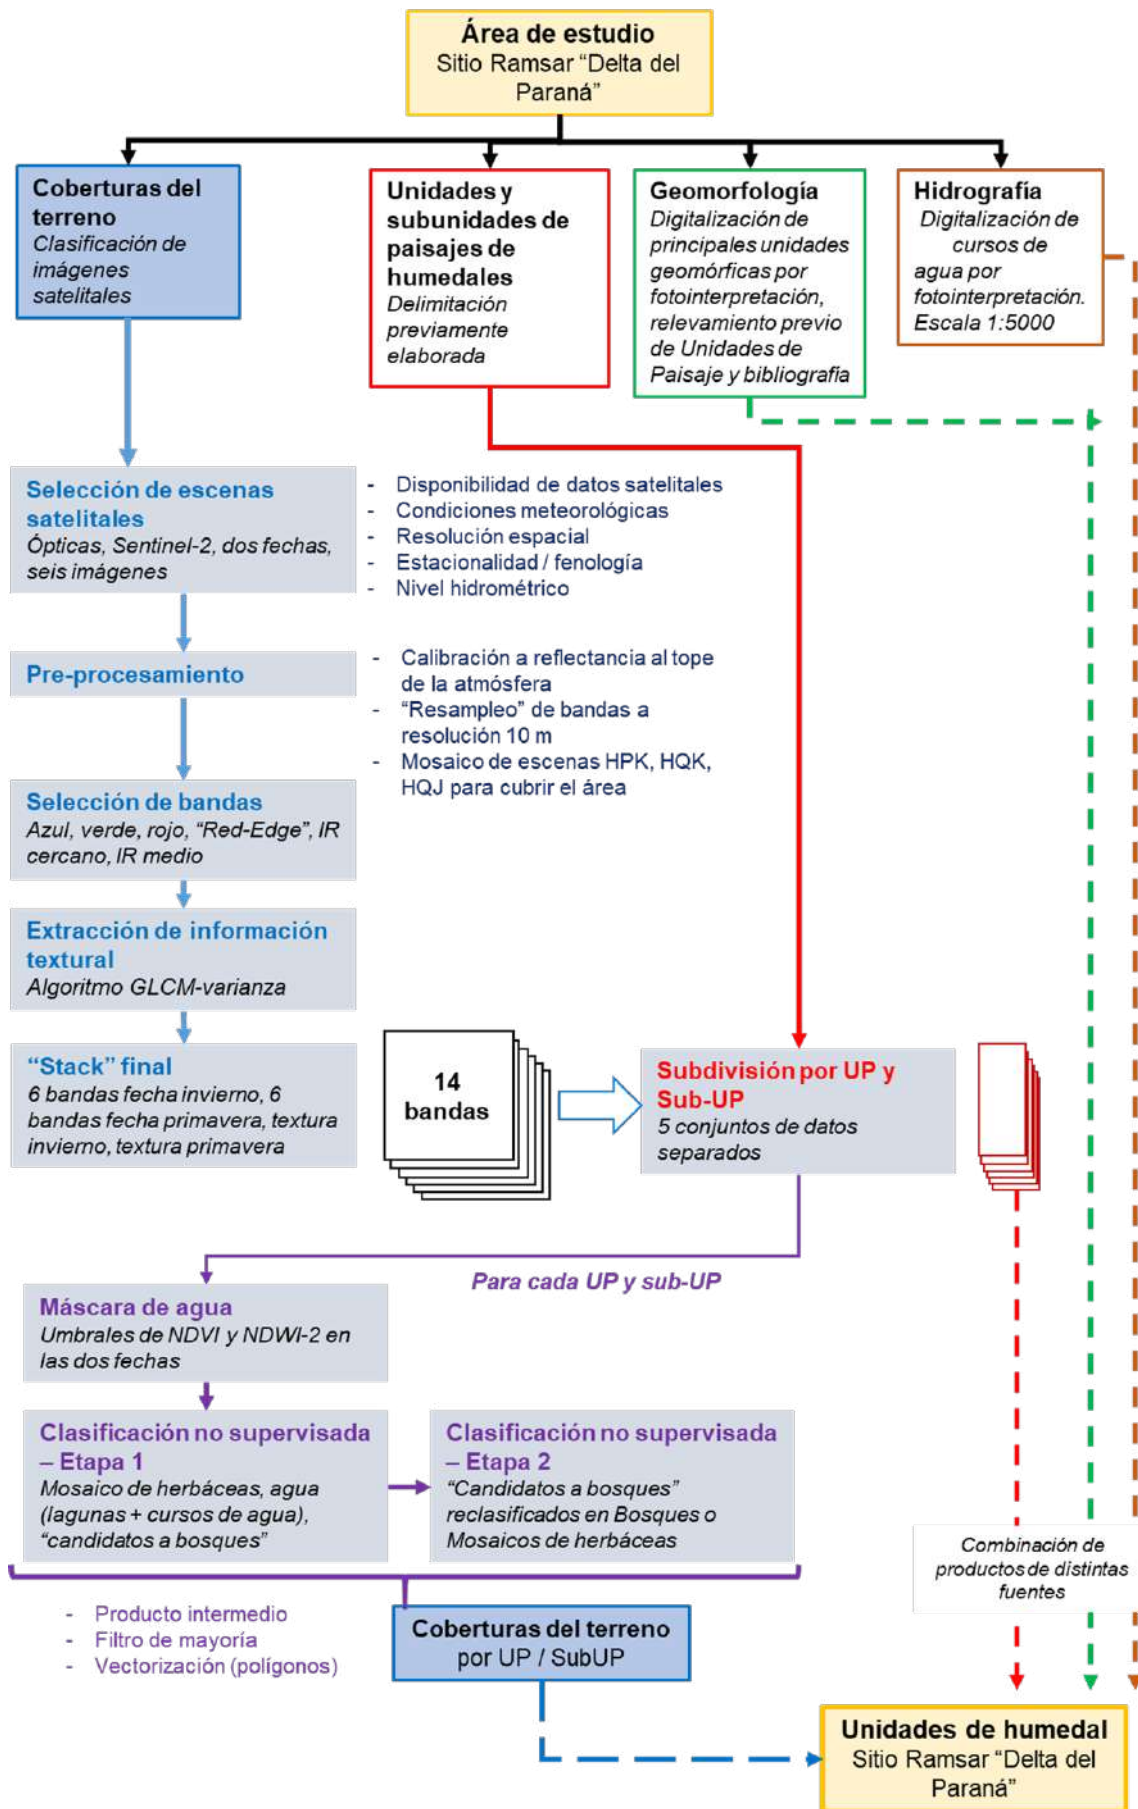 Área de estudio
Sitio Ramsar “Delta del
Paraná”
Coberturas del
terreno
Clasificación de
imágenes
satelitales
Unidades y
subunidades de
paisajes de
humedales
Delimitación
previamente
elaborada
Geomorfología
Digitalización de
principales unidades
geomórficas por
fotointerpretación,
relevamiento previo
de Unidades de
Paisaje y bibliografía
Hidrografía
Digitalización de
cursos de
agua por
fotointerpretación.
Escala 1:5000
Selección de escenas
satelitales
Ópticas, Sentinel-2, dos fechas,
seis imágenes
- Disponibilidad de datos satelitales
- Condiciones meteorológicas
- Resolución espacial
- Estacionalidad / fenología
- Nivel hidrométrico
Pre-procesamiento
- Calibración a reflectancia al tope
de la atmósfera
- “Resampleo” de bandas a
resolución 10 m
- Mosaico de escenas HPK, HQK,
HQJ para cubrir el área
Selección de bandas
Azul, verde, rojo, “Red-Edge”, IR
cercano, IR medio
Extracción de información
textural
Algoritmo GLCM-varianza
“Stack” final
6 bandas fecha invierno, 6
bandas fecha primavera, textura
invierno, textura primavera
14
bandas
Subdivisión por UP y
Sub-UP
5 conjuntos de datos
separados
Para cada UP y sub-UP
Máscara de agua
Umbrales de NDVI y NDWI-2 en
las dos fechas
Clasificación no supervisada
– Etapa 1
Mosaico de herbáceas, agua
(lagunas + cursos de agua),
“candidatos a bosques”
Clasificación no supervisada
– Etapa 2
“Candidatos a bosques”
reclasificados en Bosques o
Mosaicos de herbáceas
Combinación de
productos de distintas
fuentes
- Producto intermedio
- Filtro de mayoría
- Vectorización (polígonos)
Coberturas del terreno
por UP / SubUP
Unidades de humedal
Sitio Ramsar “Delta del
Paraná”